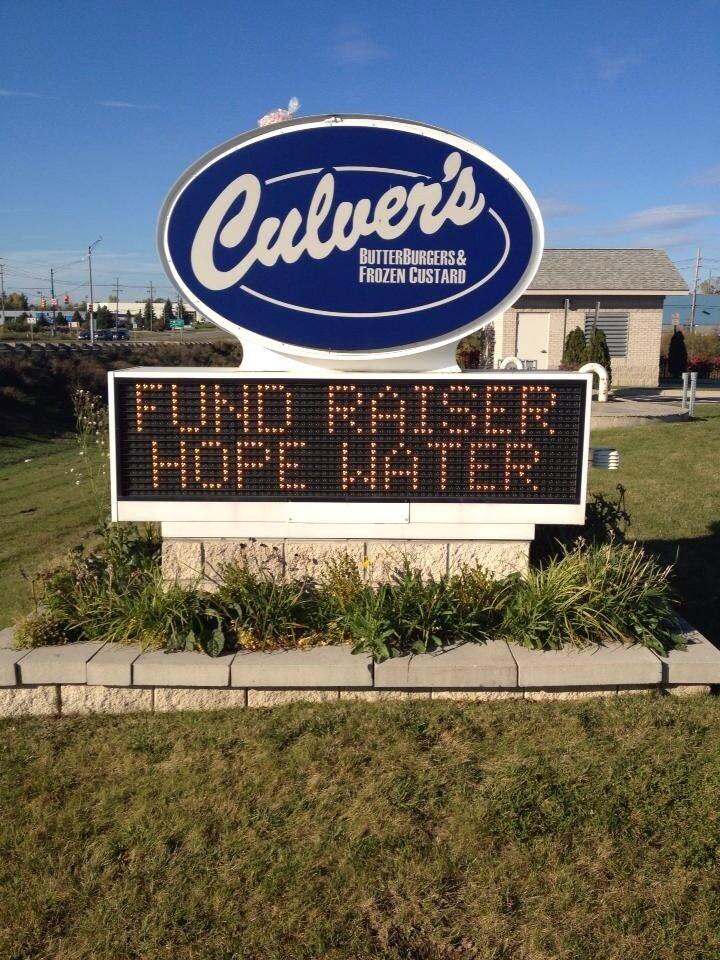 Culver's
BUTTERBURGERS &
FROZEN CUSTARD
FUND RAISER
HOPE WATER